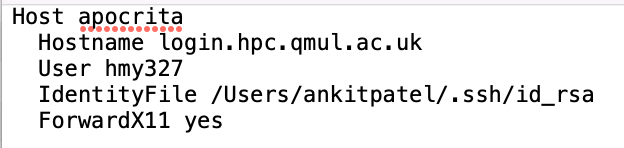 Host apocrita
  Hostname login.hpc.qmul.ac.uk
  User hmy327
  IdentityFile /Users/ankitpatel/.ssh/id_rsa
  ForwardX11 yes